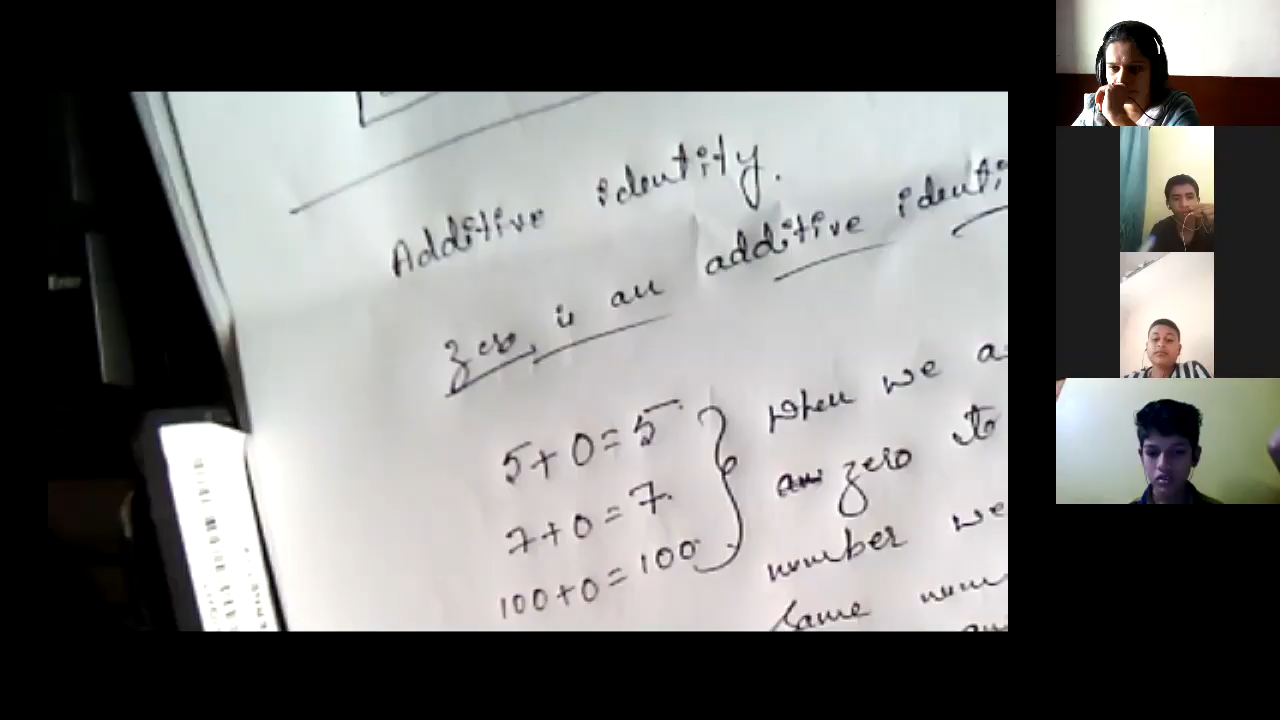 Additive identity.
Zero, is an additive identi
5+0=5
7+0=7.
100+0=100
When we a
zero to
number we
same num